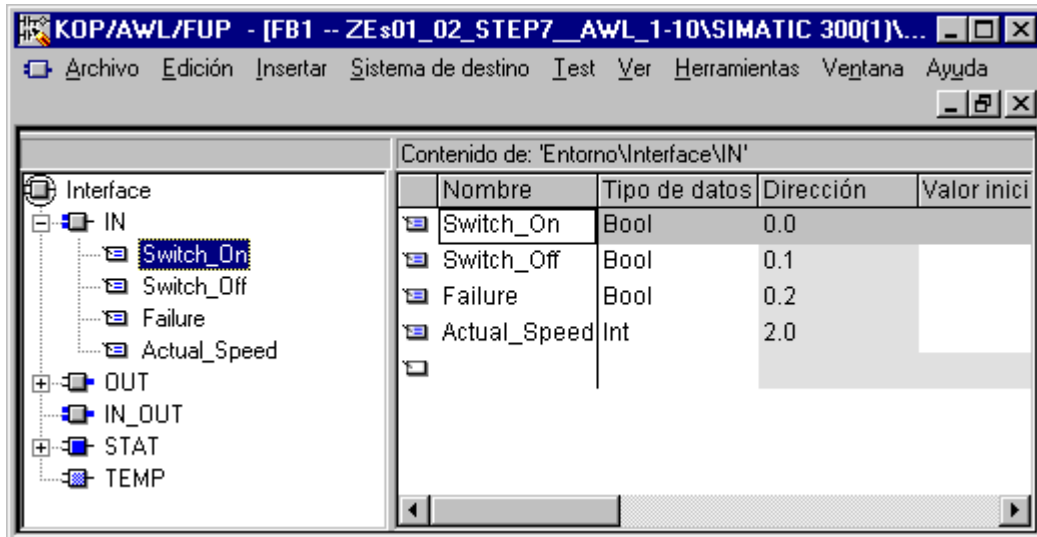 KOP/AWL/FUP - [FB1 -- ZEs01_02_STEP7__AWL_1-10\SIMATIC 300(1)\...
Archivo Edición Insertar Sistema de destino Test Ver Herramientas Ventana Ayuda
Contenido de: 'Entorno\Interface\IN'
Interface
IN
Switch_On
Switch_Off
Failure
Actual_Speed
OUT
IN_OUT
STAT
TEMP
Nombre Tipo de datos Dirección Valor inici
Switch_On Bool 0.0
Switch_Off Bool 0.1
Failure Bool 0.2
Actual_Speed Int 2.0